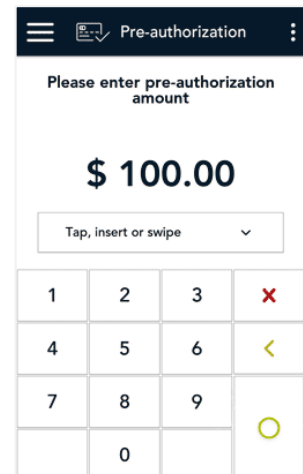 Pre-authorization
Please enter pre-authorization
amount
$ 100.00
Tap, insert or swipe
1 2 3
4 5 6
7 8 9
0